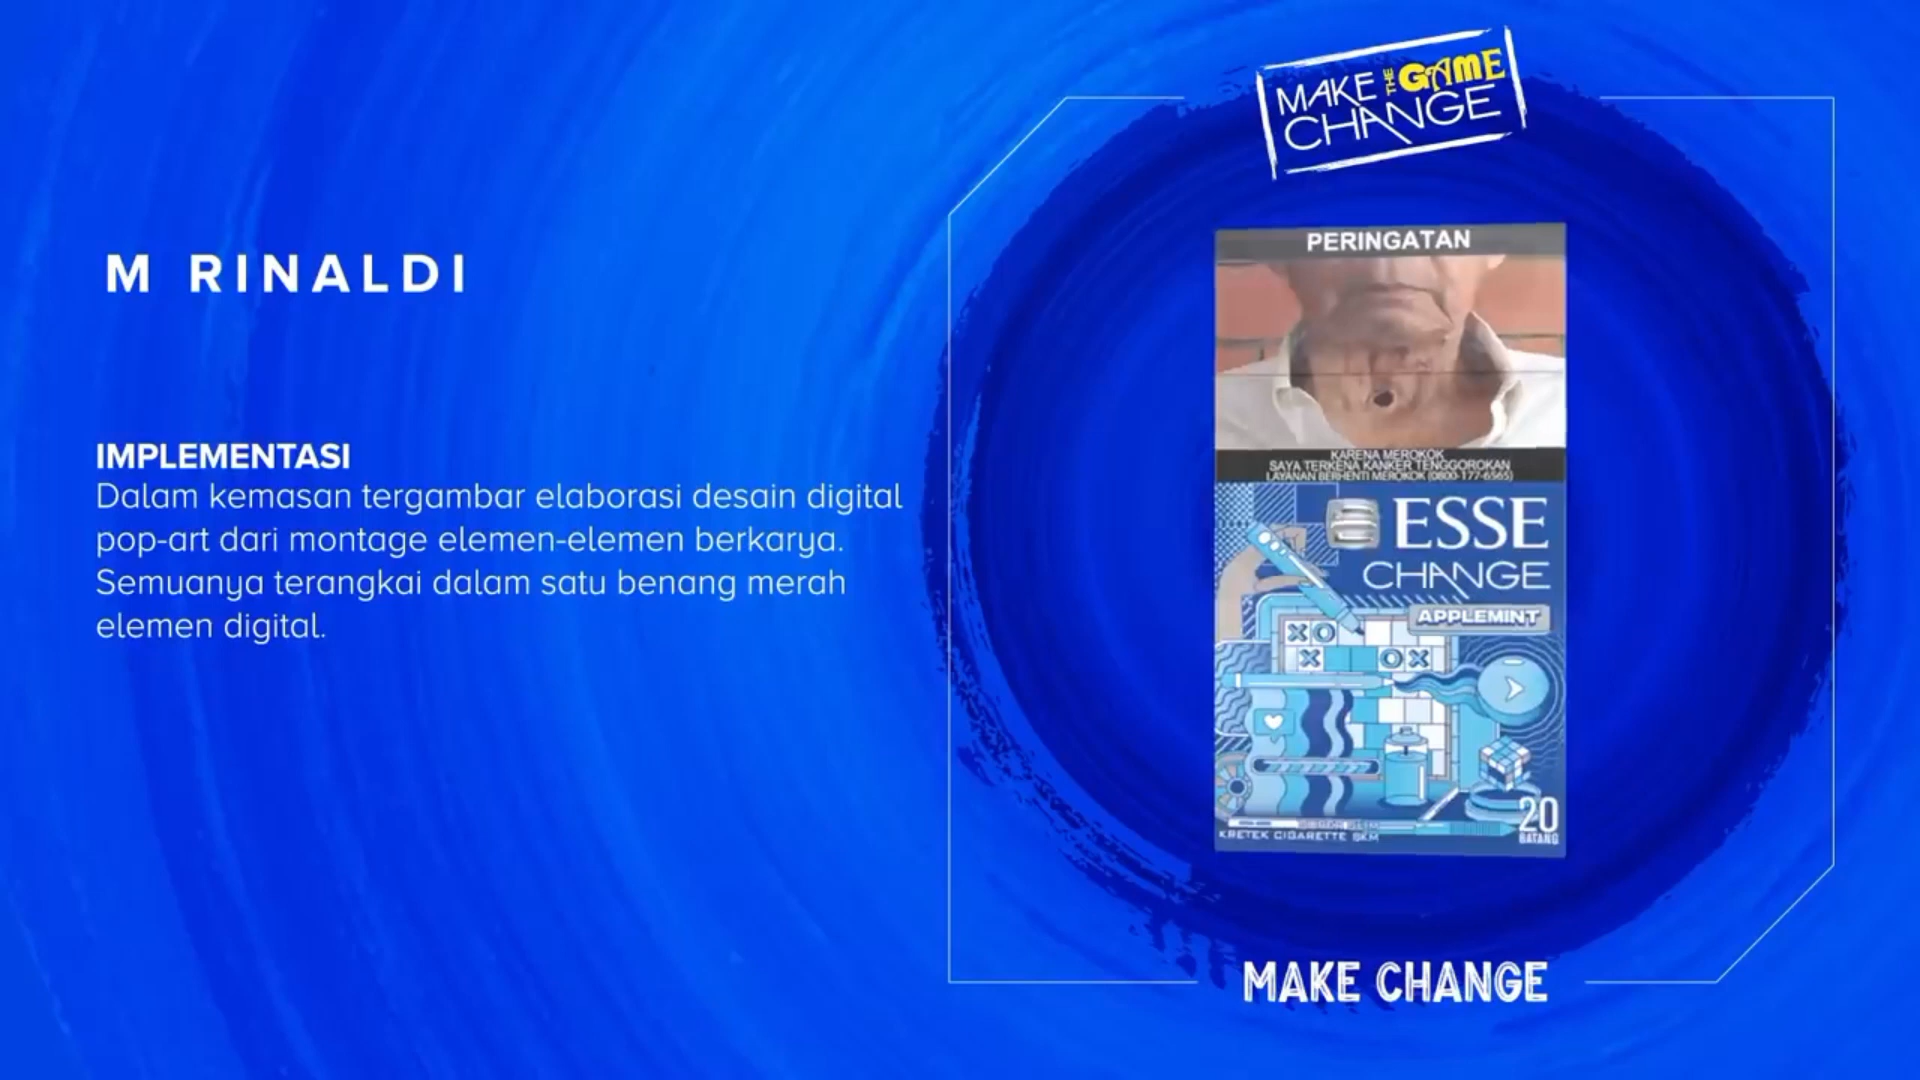 MAKE THE GAME
CHANGE
M RINALDI
IMPLEMENTASI
Dalam kemasan tergambar elaborasi desain digital
pop-art dari montage elemen-elemen berkarya.
Semuanya terangkai dalam satu benang merah
elemen digital.
PERINGATAN
KARENA MEROKOK
SAYA TERKENA KANKER TENGGOROKAN
LAYANAN BERHENTI MEROKOK (0800-177-6565)
ESSE
CHANGE
APPLEMINT
XO
X OX
20
BATANG
KRETEK CIGARETTE SKM
MAKE CHANGE